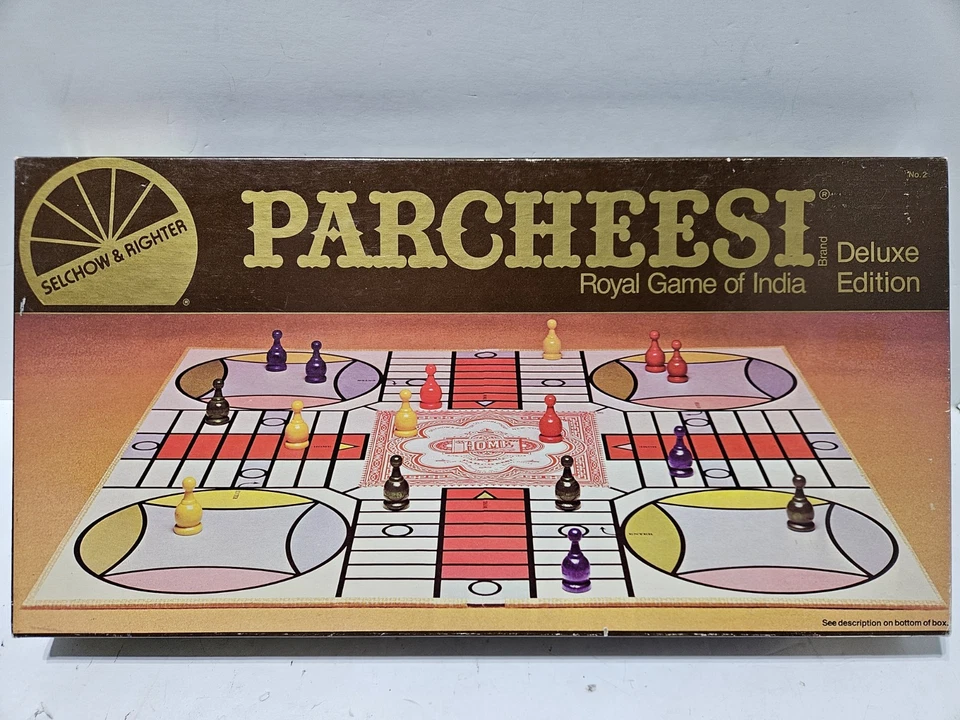 No. 2
SELCHOW & RIGHTER
®
PARCHEESI®
Brand
Royal Game of India
Deluxe
Edition
HOME
ENTER
See description on bottom of box.